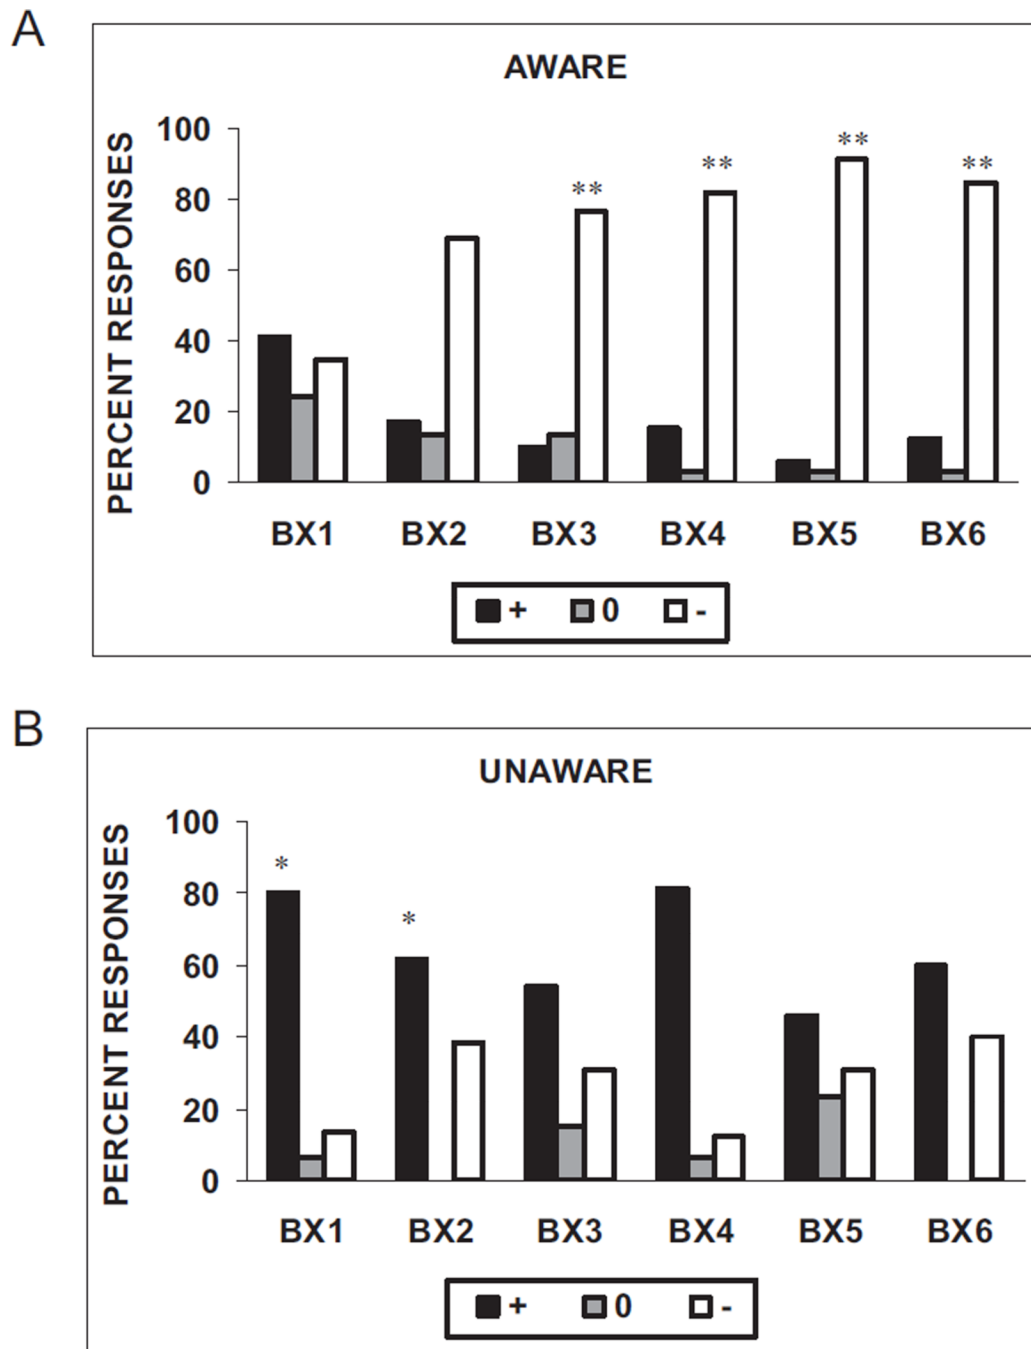 A
AWARE
PERCENT RESPONSES
100
80
60
40
20
0
** ** ** **
BX1 BX2 BX3 BX4 BX5 BX6
+ 0 -
B
UNAWARE
PERCENT RESPONSES
100
80
60
40
20
0
* *
BX1 BX2 BX3 BX4 BX5 BX6
+ 0 -